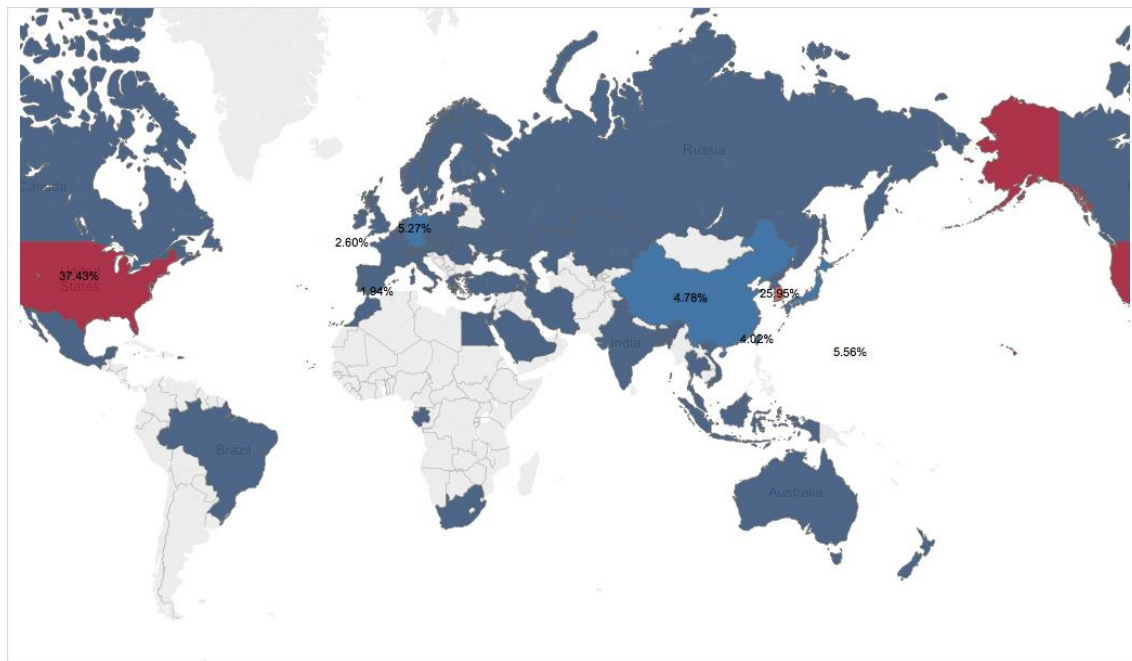 Russia
Canada
5.27%
2.60%
37.43%
States
1.94%
4.78%
25.95%
India
4.02%
5.56%
Brazil
Australia